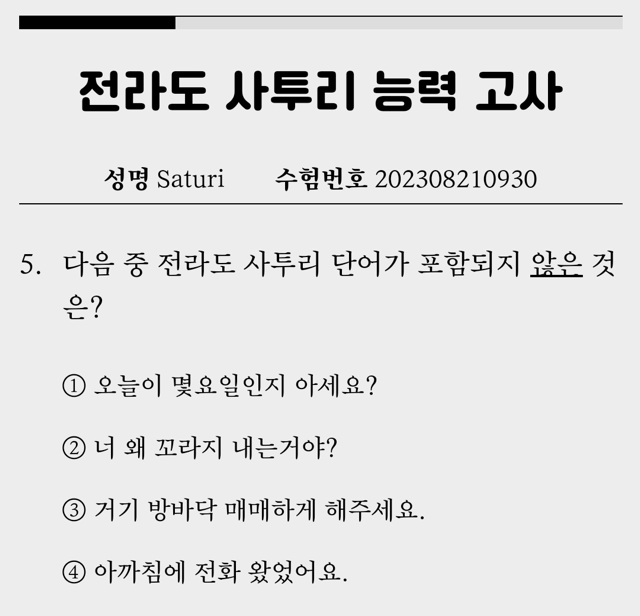 전라도 사투리 능력 고사
성명 Saturi 수험번호 202308210930
5. 다음 중 전라도 사투리 단어가 포함되지 않은 것
은?
① 오늘이 몇요일인지 아세요?
② 너 왜 꼬라지 내는거야?
③ 거기 방바닥 매매하게 해주세요.
④ 아까침에 전화 왔었어요.